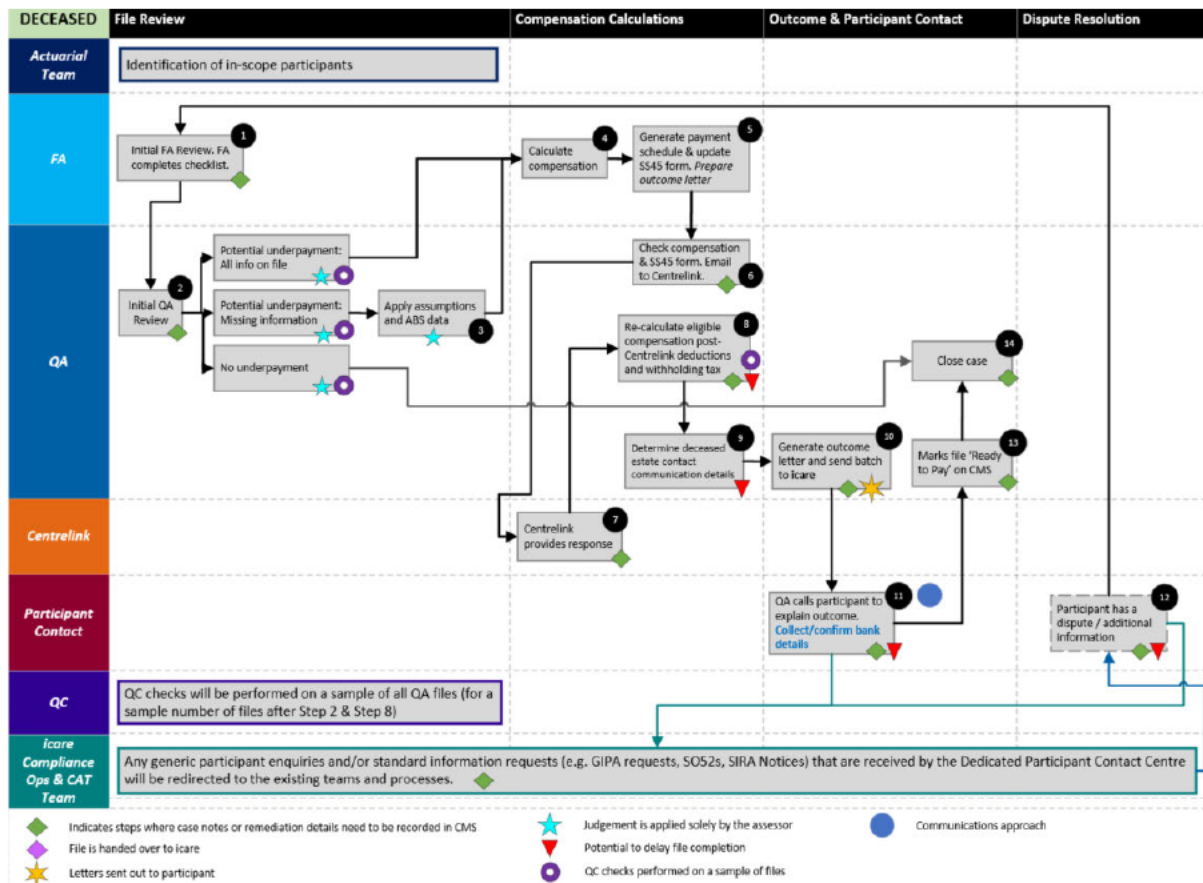 DECEASED
File Review
Compensation Calculations
Outcome & Participant Contact
Dispute Resolution
Actuarial
Team
Identification of in-scope participants
FA
1
Initial FA Review. FA
completes checklist.
4
Calculate
compensation
5
Generate payment
schedule & update
SS45 form. Prepare
outcome letter
QA
2
Initial QA
Review
Potential underpayment:
All info on file
Potential underpayment:
Missing information
Apply assumptions
and ABS data
3
No underpayment
Check compensation
& SS45 form. Email
to Centrelink.
6
8
Re-calculate eligible
compensation post-
Centrelink deductions
and withholding tax
9
Determine deceased
estate contact
communication details
10
Generate outcome
letter and send batch
to icare
14
Close case
13
Marks file 'Ready
to Pay' on CMS
Centrelink
7
Centrelink
provides response
Participant
Contact
11
QA calls participant to
explain outcome.
Collect/confirm bank
details
12
Participant has a
dispute / additional
information
QC
QC checks will be performed on a sample of all QA files (for a
sample number of files after Step 2 & Step 8)
icare
Compliance
Ops & CAT
Team
Any generic participant enquiries and/or standard information requests (e.g. GIPA requests, SO52s, SIRA Notices) that are received by the Dedicated Participant Contact Centre
will be redirected to the existing teams and processes.
Indicates steps where case notes or remediation details need to be recorded in CMS
File is handed over to icare
Letters sent out to participant
Judgement is applied solely by the assessor
Potential to delay file completion
QC checks performed on a sample of files
Communications approach